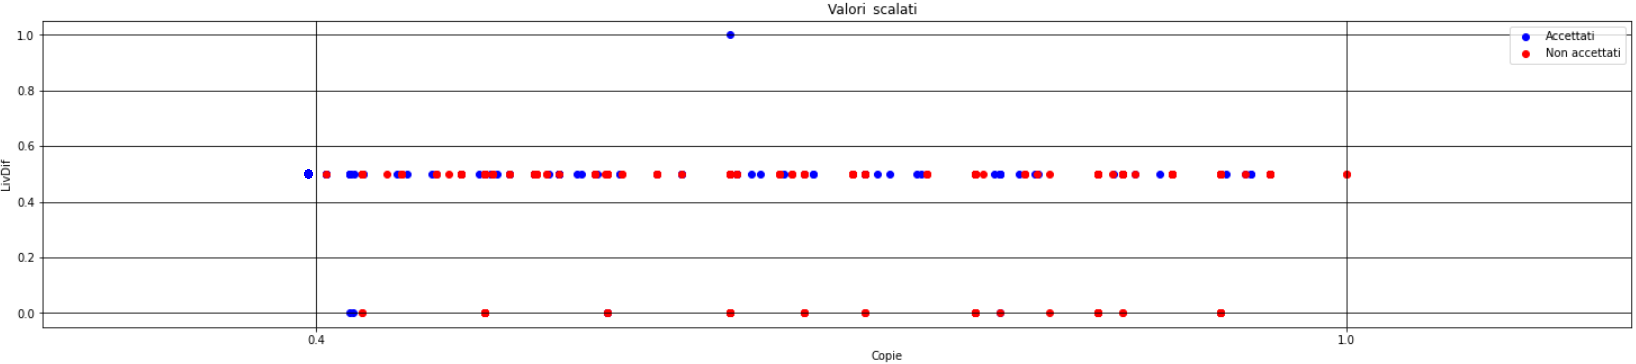 Valori scalati
Accettati
Non accettati
1.0
0.8
0.6
0.4
0.2
0.0
LivDif
0.4
1.0
Copie